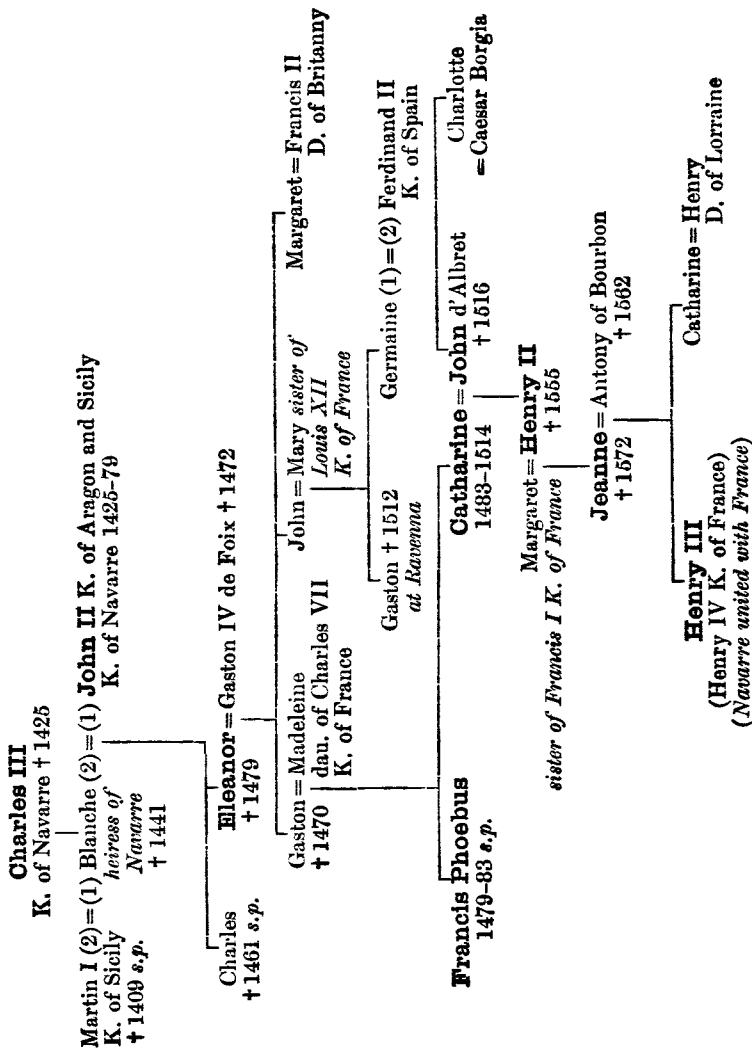 Charles III
K. of Navarre †1425
Martin I (2)=(1) Blanche (2)=(1) John II K. of Aragon and Sicily
K. of Sicily
†1409 s.p.
heiress of
Navarre
†1441
K. of Navarre 1425–79
Charles
†1461 s.p.
Eleanor=Gaston IV de Foix †1472
†1479
Gaston=Madeleine
†1470
dau. of Charles VII
K. of France
John=Mary sister of
Louis XII
K. of France
Margaret=Francis II
D. of Britanny
Gaston †1512
at Ravenna
Germaine (1)=(2) Ferdinand II
K. of Spain
Francis Phoebus
1479–83 s.p.
Catharine=John d'Albret
1483–1514
†1516
Charlotte
=Caesar Borgia
Margaret=Henry II
sister of Francis I K. of France
†1555
Jeanne=Antony of Bourbon
†1572
†1562
Henry III
(Henry IV K. of France)
(Navarre united with France)
Catharine=Henry
D. of Lorraine